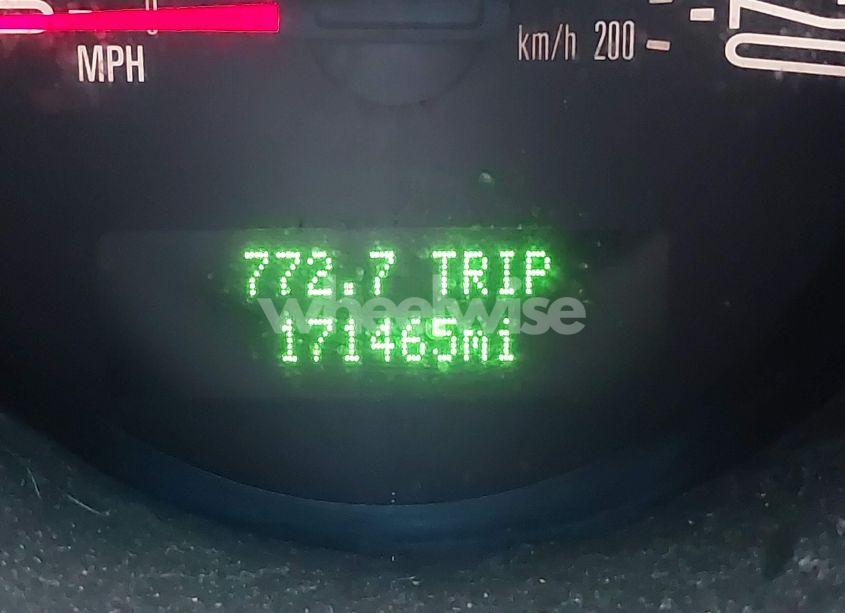 MPH
km/h 200
772.7 TRIP
wheelwise
171465mi